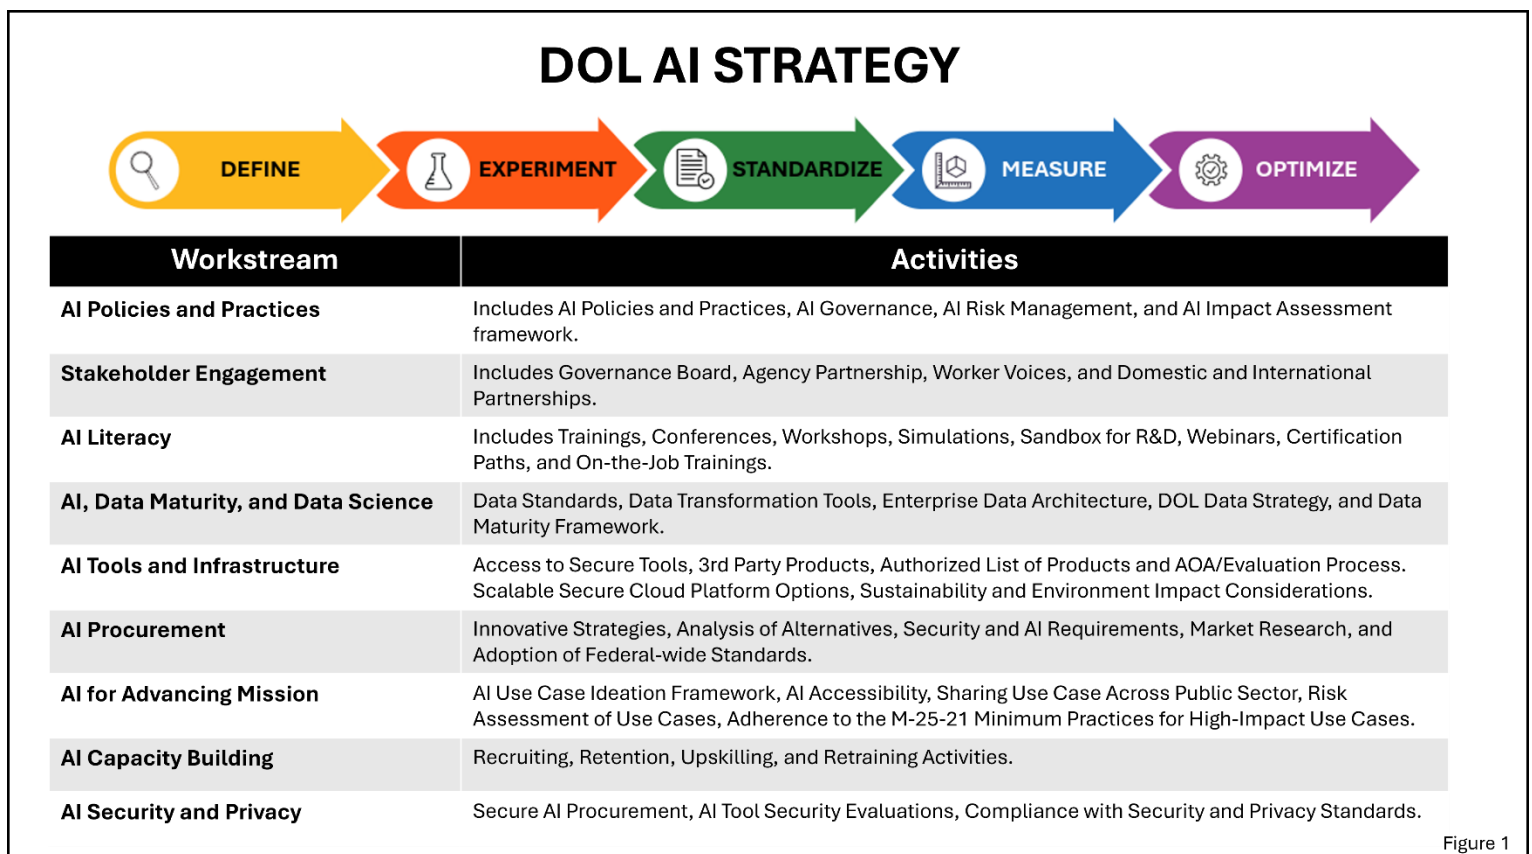 DOL AI STRATEGY
DEFINE
EXPERIMENT
STANDARDIZE
MEASURE
OPTIMIZE
Workstream
Activities
AI Policies and Practices
Includes AI Policies and Practices, AI Governance, AI Risk Management, and AI Impact Assessment
framework.
Stakeholder Engagement
Includes Governance Board, Agency Partnership, Worker Voices, and Domestic and International
Partnerships.
AI Literacy
Includes Trainings, Conferences, Workshops, Simulations, Sandbox for R&D, Webinars, Certification
Paths, and On-the-Job Trainings.
AI, Data Maturity, and Data Science
Data Standards, Data Transformation Tools, Enterprise Data Architecture, DOL Data Strategy, and Data
Maturity Framework.
AI Tools and Infrastructure
Access to Secure Tools, 3rd Party Products, Authorized List of Products and AOA/Evaluation Process.
Scalable Secure Cloud Platform Options, Sustainability and Environment Impact Considerations.
AI Procurement
Innovative Strategies, Analysis of Alternatives, Security and AI Requirements, Market Research, and
Adoption of Federal-wide Standards.
AI for Advancing Mission
AI Use Case Ideation Framework, AI Accessibility, Sharing Use Case Across Public Sector, Risk
Assessment of Use Cases, Adherence to the M-25-21 Minimum Practices for High-Impact Use Cases.
AI Capacity Building
Recruiting, Retention, Upskilling, and Retraining Activities.
AI Security and Privacy
Secure AI Procurement, AI Tool Security Evaluations, Compliance with Security and Privacy Standards.
Figure 1